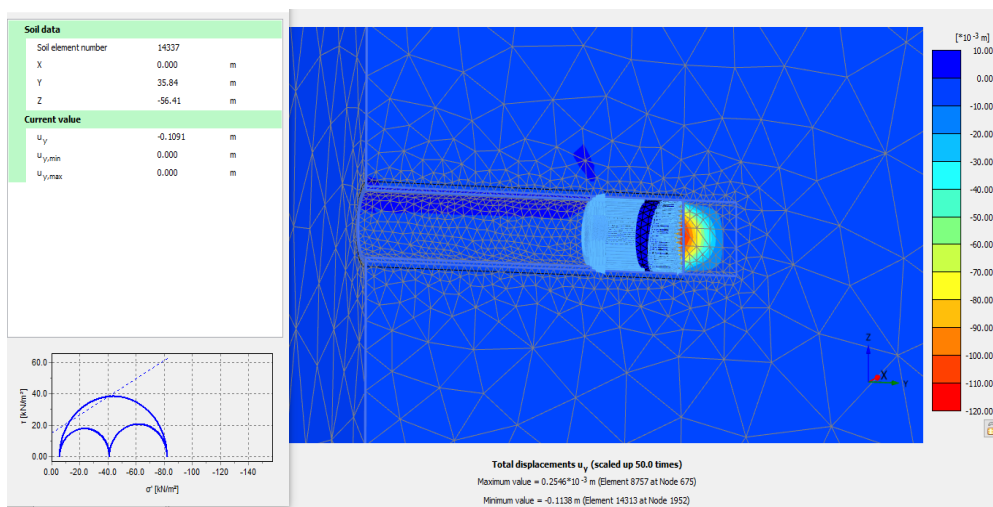 Soil data
Soil element number 14337
X 0.000 m
Y 35.84 m
Z -56.41 m
Current value
u y -0.1091 m
u y,min 0.000 m
u y,max 0.000 m
60.0
40.0
20.0
0.00
τ [kN/m²]
0.00 -20.0 -40.0 -60.0 -80.0 -100 -120 -140
σ' [kN/m²]
[*10 -3 m]
10.00
0.00
-10.00
-20.00
-30.00
-40.00
-50.00
-60.00
-70.00
-80.00
-90.00
-100.00
-110.00
-120.00
Z
X
Y
Total displacements u y (scaled up 50.0 times)
Maximum value = 0.2546*10 -3 m (Element 8757 at Node 675)
Minimum value = -0.1138 m (Element 14313 at Node 1952)